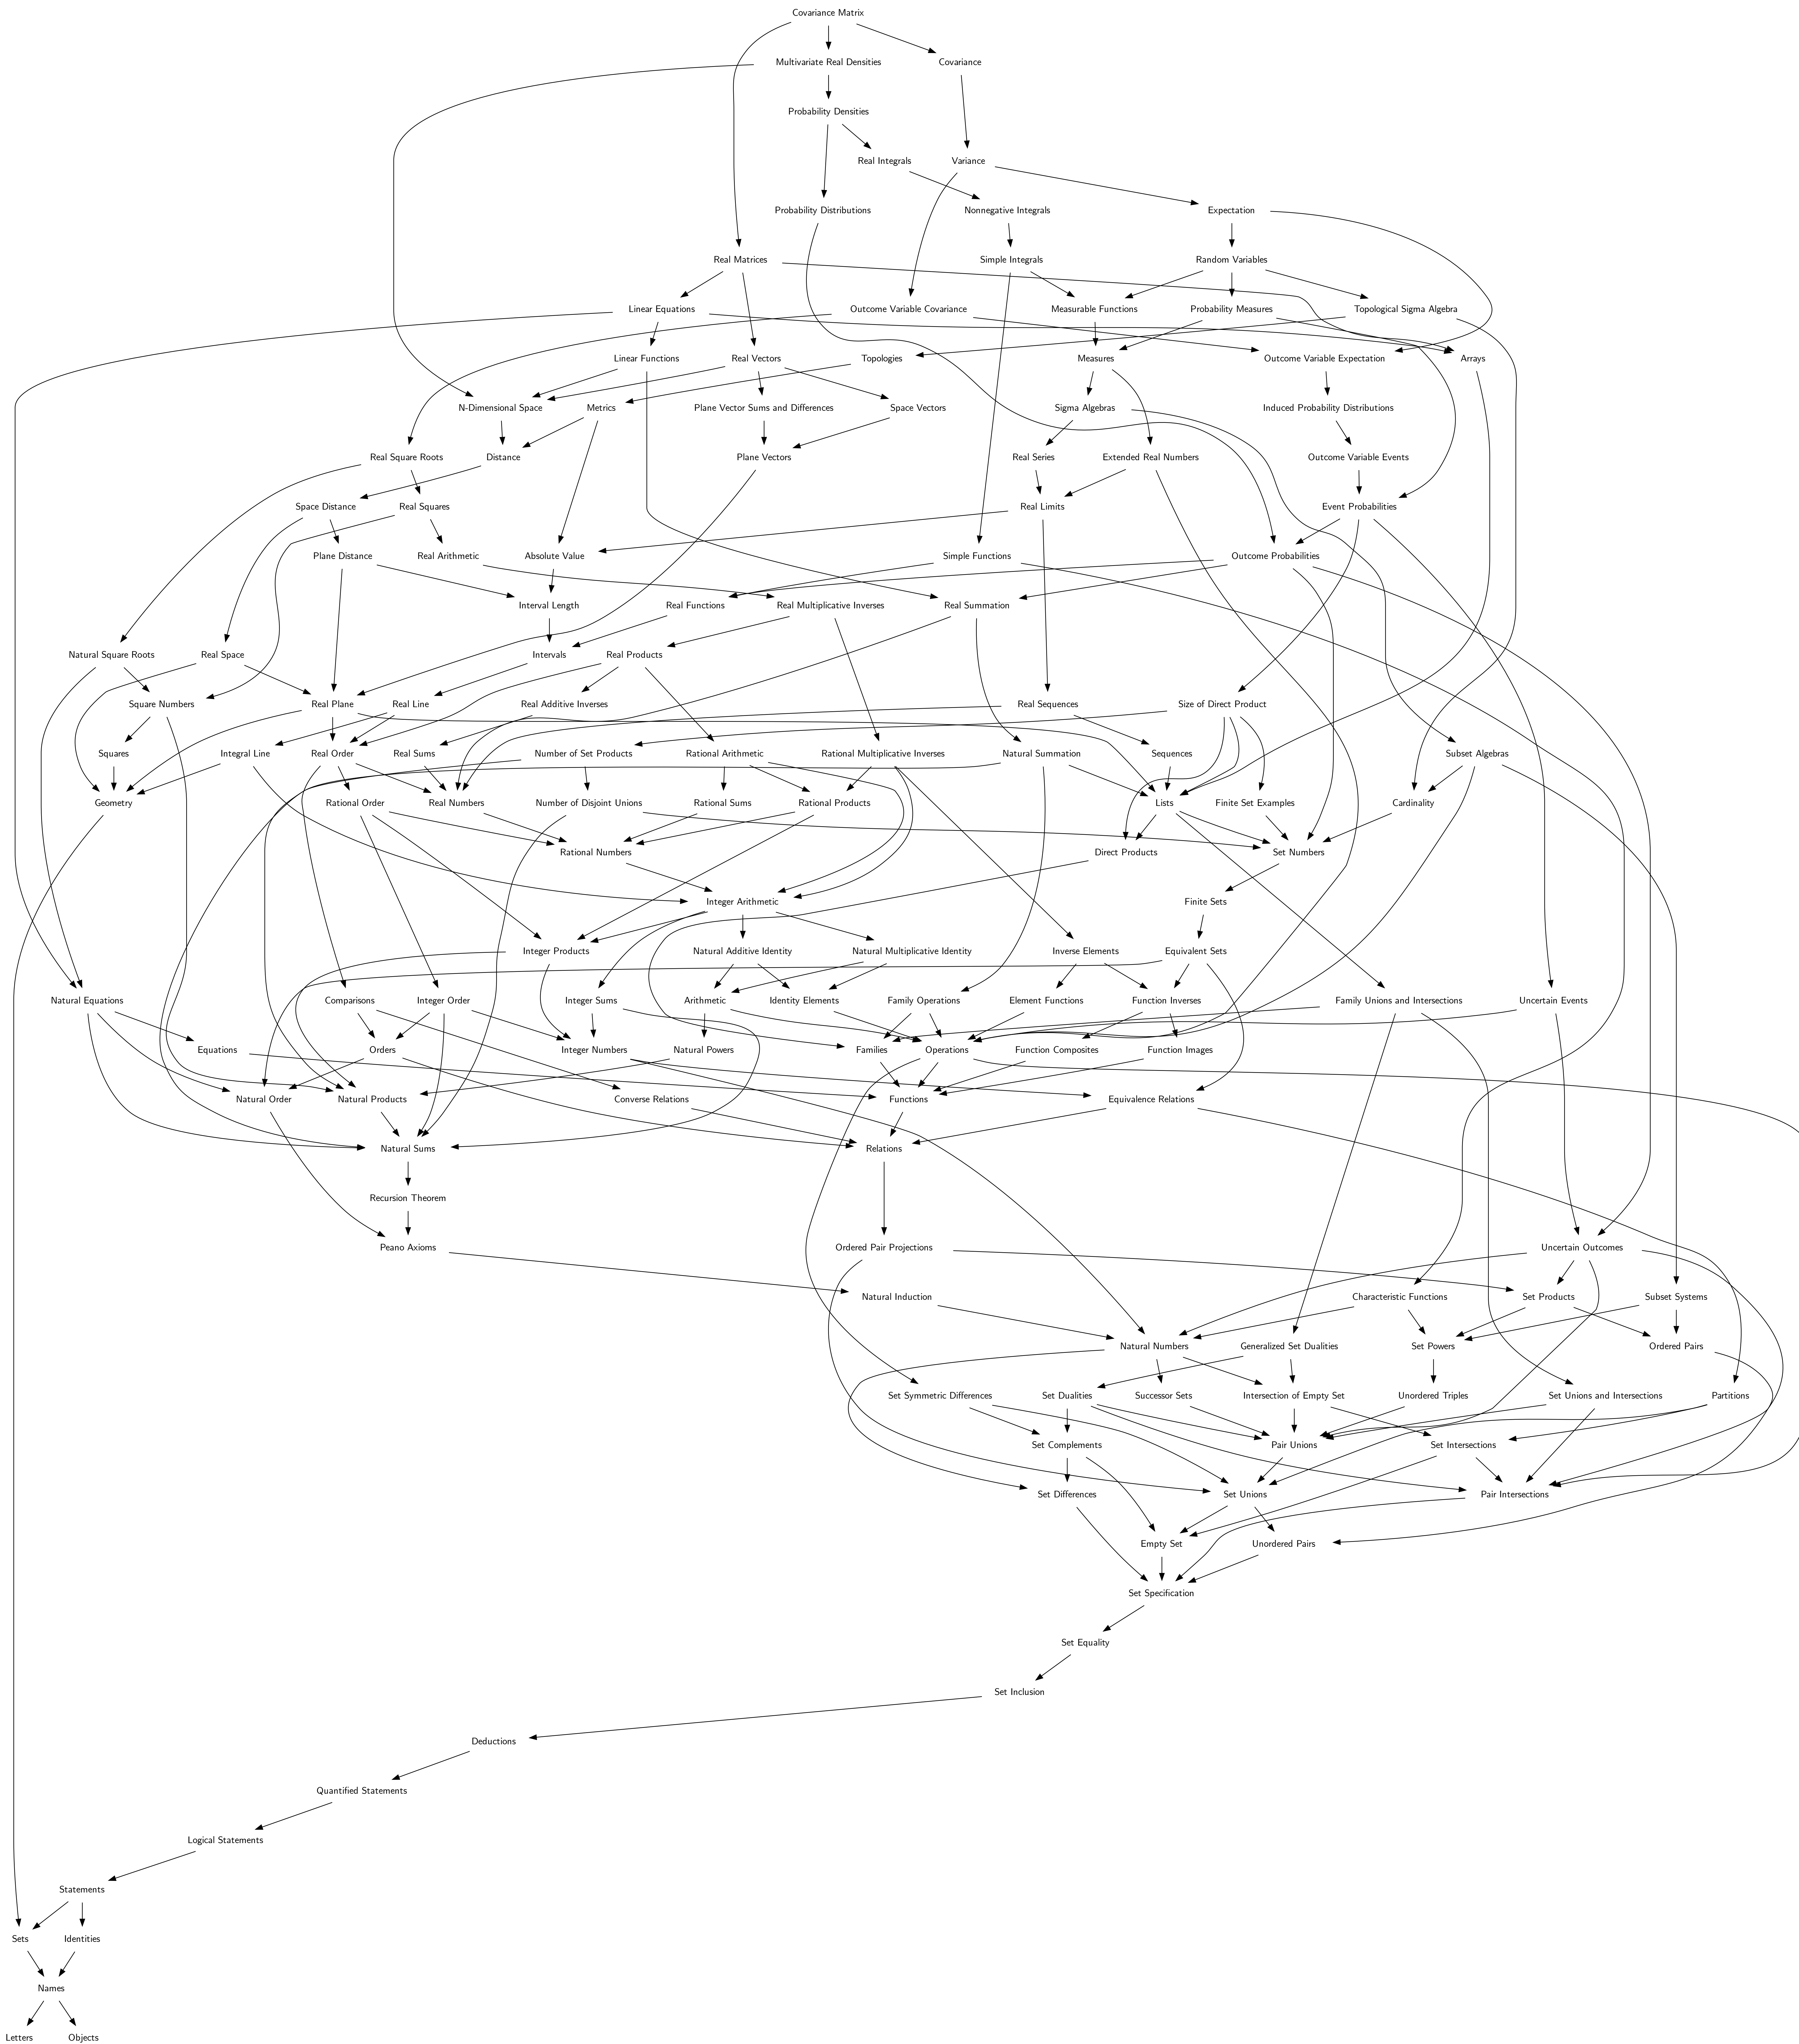 Covariance Matrix
Multivariate Real Densities
Covariance
Probability Densities
Real Integrals
Variance
Probability Distributions
Nonnegative Integrals
Expectation
Real Matrices
Simple Integrals
Random Variables
Linear Equations
Outcome Variable Covariance
Measurable Functions
Probability Measures
Topological Sigma Algebra
Linear Functions
Real Vectors
Topologies
Measures
Outcome Variable Expectation
Arrays
N-Dimensional Space
Metrics
Plane Vector Sums and Differences
Space Vectors
Sigma Algebras
Induced Probability Distributions
Real Square Roots
Distance
Plane Vectors
Real Series
Extended Real Numbers
Outcome Variable Events
Space Distance
Real Squares
Real Limits
Event Probabilities
Plane Distance
Real Arithmetic
Absolute Value
Simple Functions
Outcome Probabilities
Interval Length
Real Functions
Real Multiplicative Inverses
Real Summation
Natural Square Roots
Real Space
Intervals
Real Products
Square Numbers
Real Plane
Real Line
Real Additive Inverses
Real Sequences
Size of Direct Product
Squares
Integral Line
Real Order
Real Sums
Number of Set Products
Rational Arithmetic
Rational Multiplicative Inverses
Natural Summation
Sequences
Subset Algebras
Geometry
Rational Order
Real Numbers
Number of Disjoint Unions
Rational Sums
Rational Products
Lists
Finite Set Examples
Cardinality
Rational Numbers
Direct Products
Set Numbers
Integer Arithmetic
Finite Sets
Integer Products
Natural Additive Identity
Natural Multiplicative Identity
Inverse Elements
Equivalent Sets
Natural Equations
Comparisons
Integer Order
Integer Sums
Arithmetic
Identity Elements
Family Operations
Element Functions
Function Inverses
Family Unions and Intersections
Uncertain Events
Equations
Orders
Integer Numbers
Natural Powers
Families
Operations
Function Composites
Function Images
Natural Order
Natural Products
Converse Relations
Functions
Equivalence Relations
Natural Sums
Relations
Recursion Theorem
Peano Axioms
Ordered Pair Projections
Uncertain Outcomes
Natural Induction
Characteristic Functions
Set Products
Subset Systems
Natural Numbers
Generalized Set Dualities
Set Powers
Ordered Pairs
Set Symmetric Differences
Set Dualities
Successor Sets
Intersection of Empty Set
Unordered Triples
Set Unions and Intersections
Partitions
Set Complements
Pair Unions
Set Intersections
Set Differences
Set Unions
Pair Intersections
Empty Set
Unordered Pairs
Set Specification
Set Equality
Set Inclusion
Deductions
Quantified Statements
Logical Statements
Statements
Sets
Identities
Names
Letters
Objects